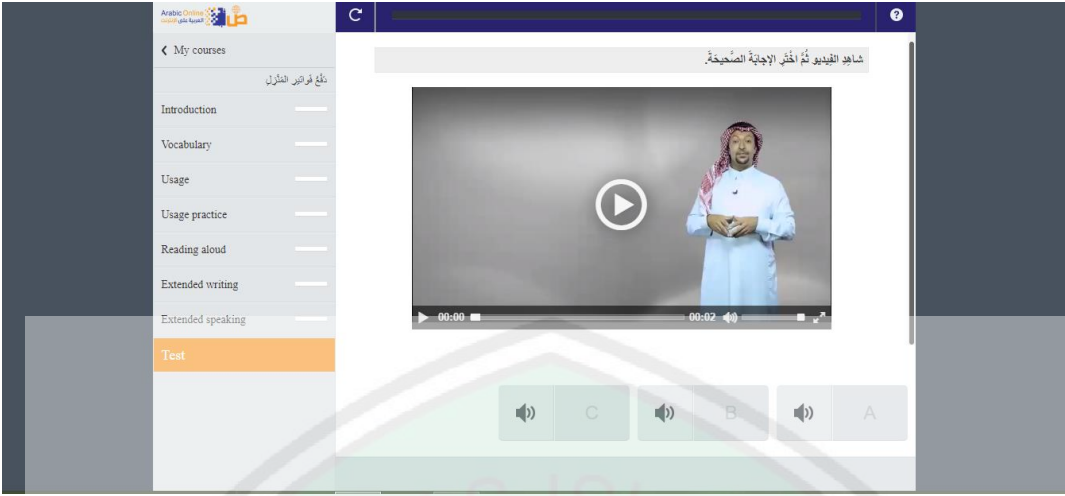 Arabic Online
العربية على الإنترنت
ض
My courses
دَفْعُ فَواتيرِ المَنْزِلِ
Introduction
Vocabulary
Usage
Usage practice
Reading aloud
Extended writing
Extended speaking
Test
?
شاهِدِ الفيديو ثُمَّ اخْتَرِ الإجابَةَ الصَّحيحَةَ.
00:00
00:02
C B A